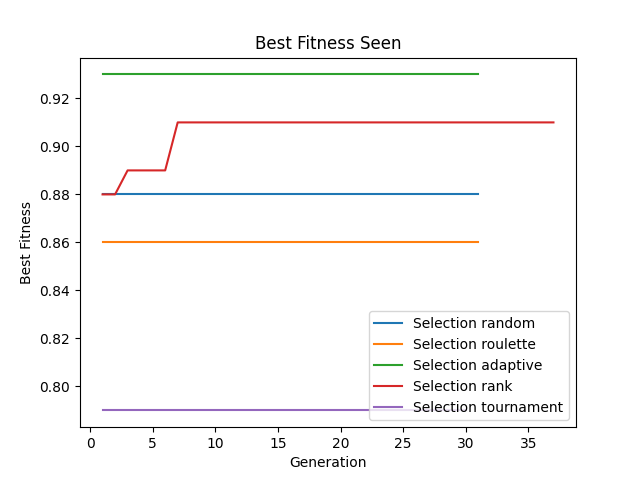 Best Fitness Seen
Best Fitness
0.92
0.90
0.88
0.86
0.84
0.82
0.80
Selection random
Selection roulette
Selection adaptive
Selection rank
Selection tournament
0 5 10 15 20 25 30 35
Generation